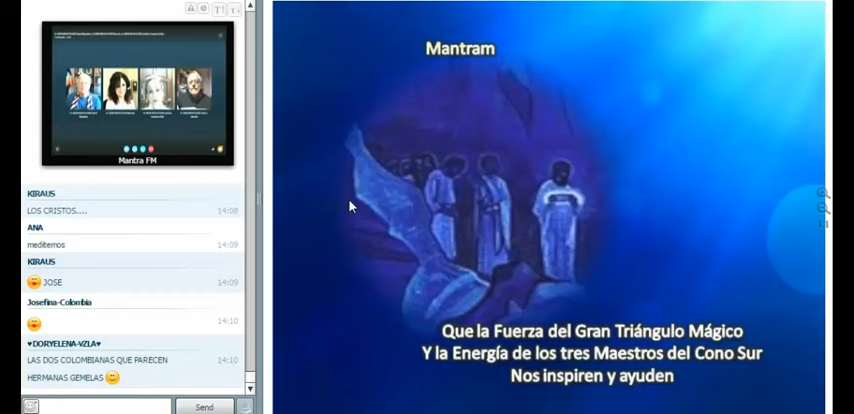 Mantra FM
KIRAUS
LOS CRISTOS....
14:08
ANA
meditemos
14:09
KIRAUS
JOSE
14:09
Josefina-Colombia
14:10
♥DORYELENA-VZLA♥
LAS DOS COLOMBIANAS QUE PARECEN
14:10
HERMANAS GEMELAS
Send
Mantram
Que la Fuerza del Gran Triángulo Mágico
Y la Energía de los tres Maestros del Cono Sur
Nos inspiren y ayuden